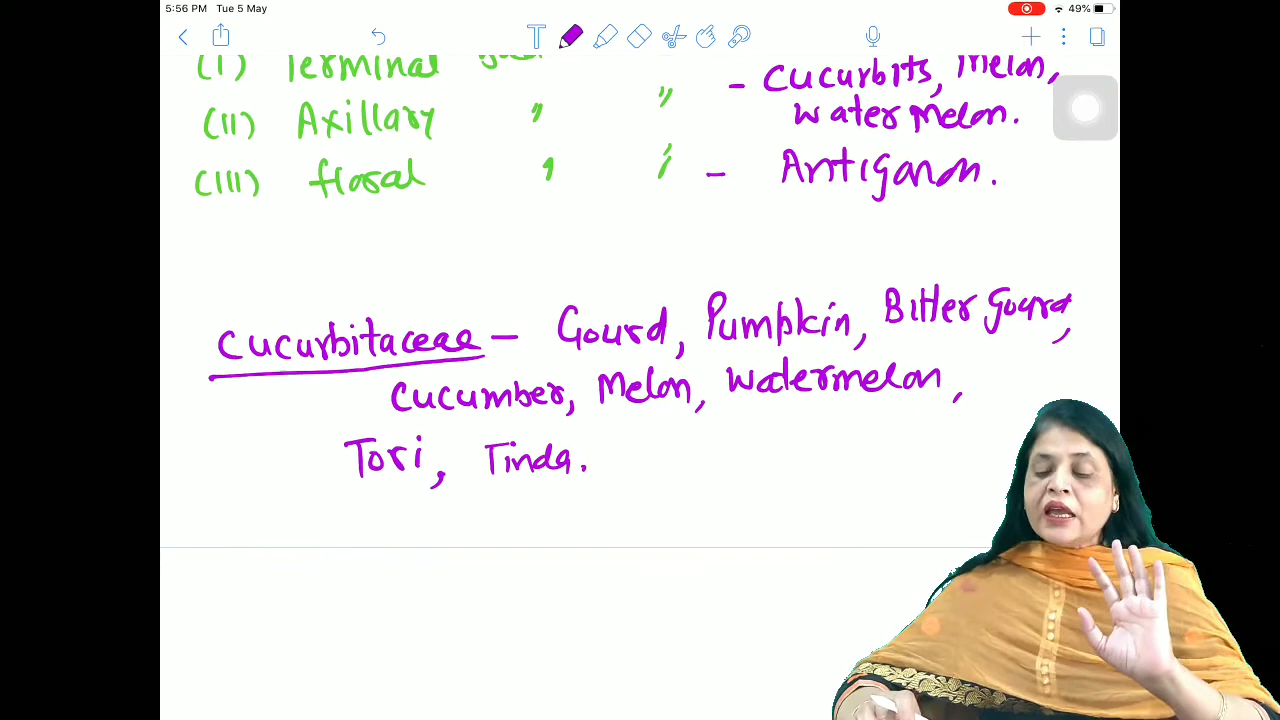 5:56 PM Tue 5 May
49%
(I) Terminal
- Cucurbits, Melon,
(II) Axillary " " water Melon.
(III) floral " " - Antigonon.
Cucurbitaceae - Gourd, Pumpkin, Bitter Gourd,
Cucumber, Melon, Watermelon,
Tori, Tinda.